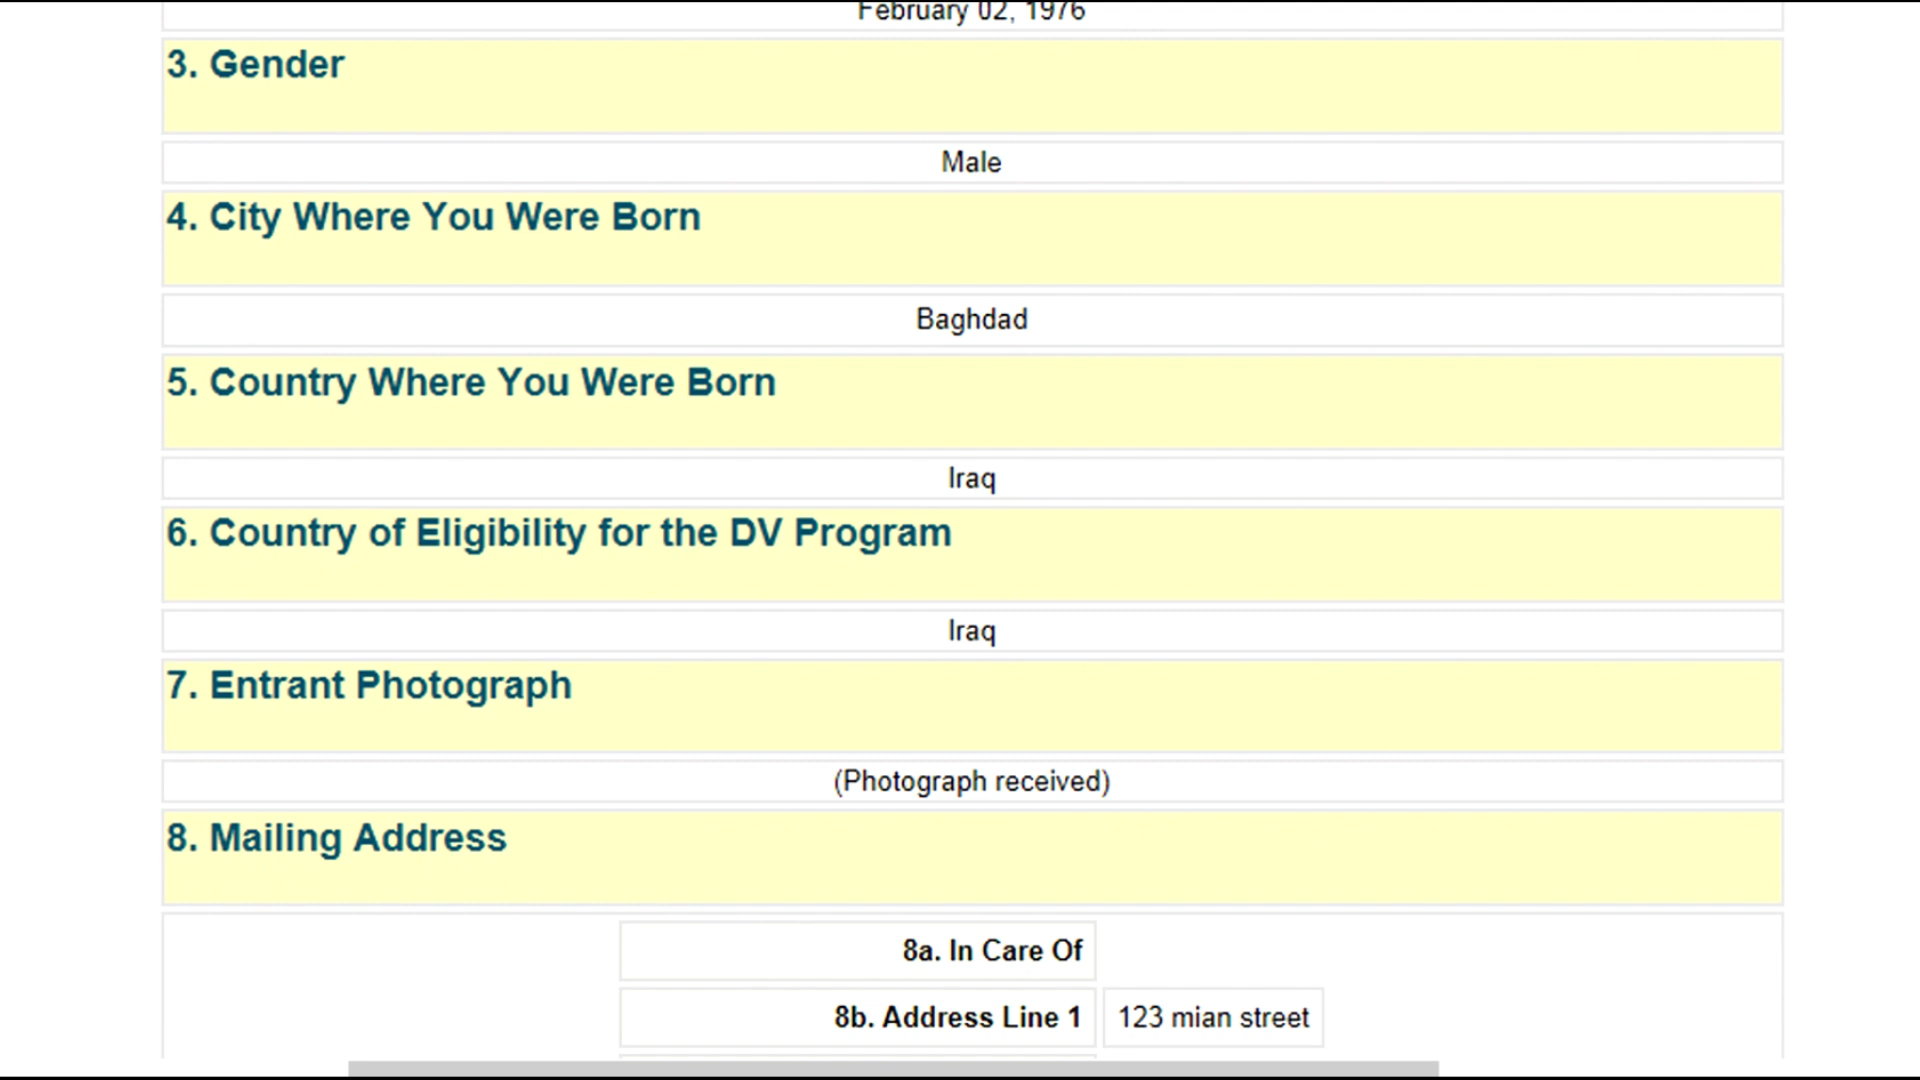 February 02, 1976
3. Gender
Male
4. City Where You Were Born
Baghdad
5. Country Where You Were Born
Iraq
6. Country of Eligibility for the DV Program
Iraq
7. Entrant Photograph
(Photograph received)
8. Mailing Address
8a. In Care Of
8b. Address Line 1 123 mian street